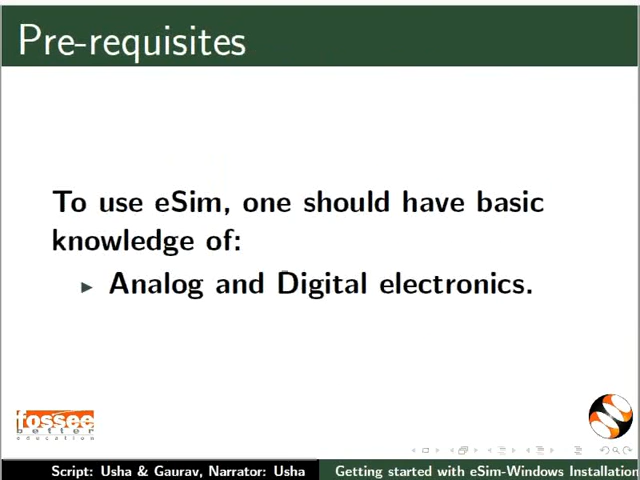 Pre-requisites
To use eSim, one should have basic
knowledge of:
Analog and Digital electronics.
fossee
better
education
Script: Usha & Gaurav, Narrator: Usha
Getting started with eSim-Windows Installation